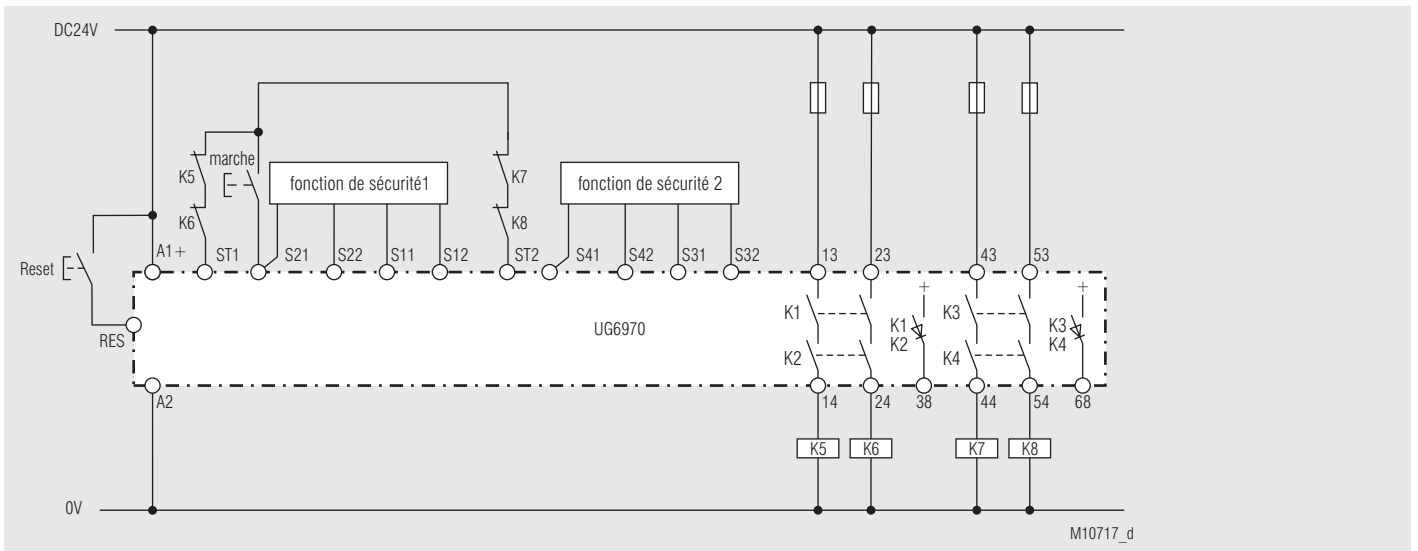 DC24V
marche
K5
fonction de sécurité1
K7
fonction de sécurité 2
K6
K8
Reset
A1+
ST1
S21
S22
S11
S12
ST2
S41
S42
S31
S32
13
23
43
53
RES
UG6970
K1
K2
+
K1
K2
K3
K4
+
K3
K4
A2
14
24
38
44
54
68
K5
K6
K7
K8
0V
M10717_d